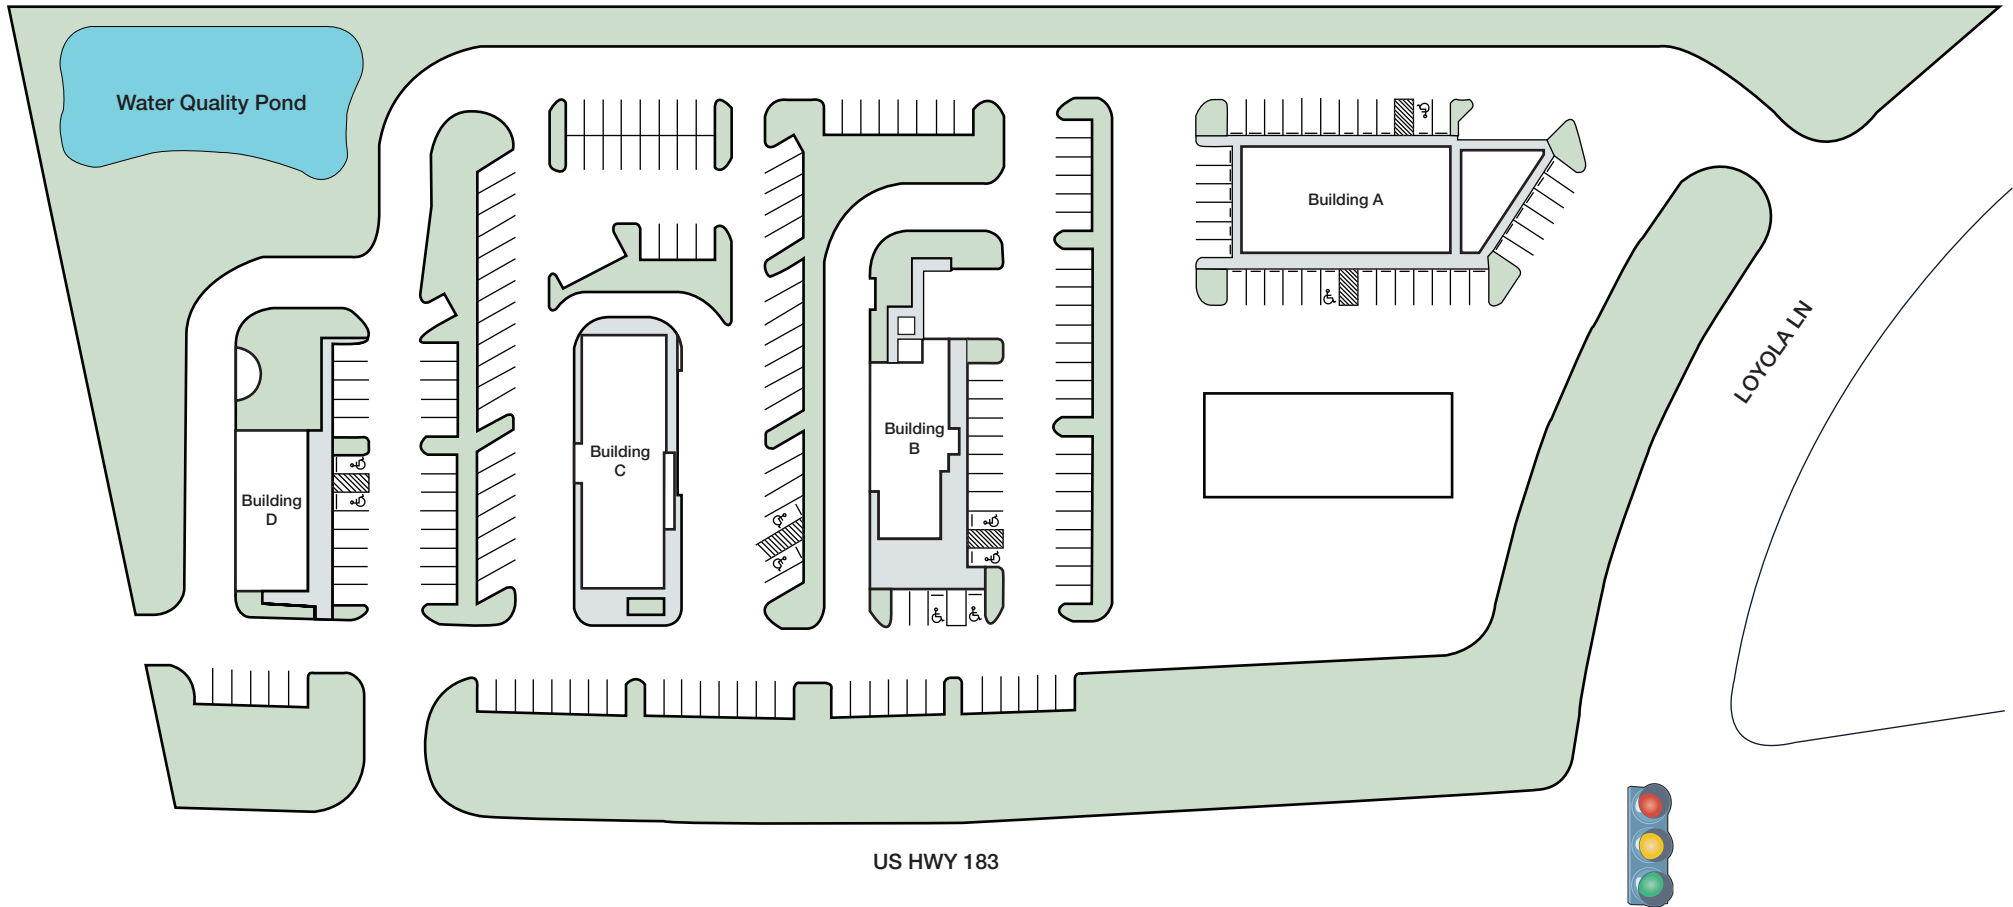 Water Quality Pond
Building A
LOYOLA LN
Building
B
Building
C
Building
D
US HWY 183